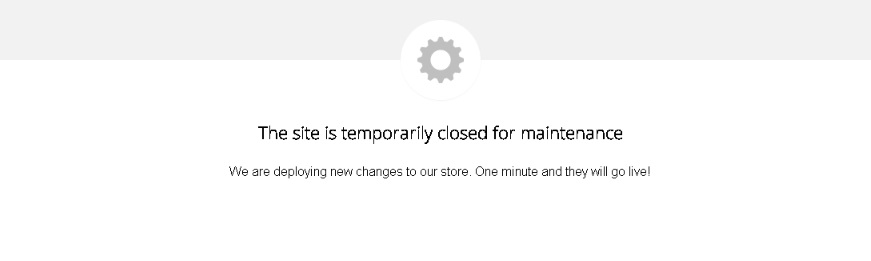 The site is temporarily closed for maintenance
We are deploying new changes to our store. One minute and they will go live!